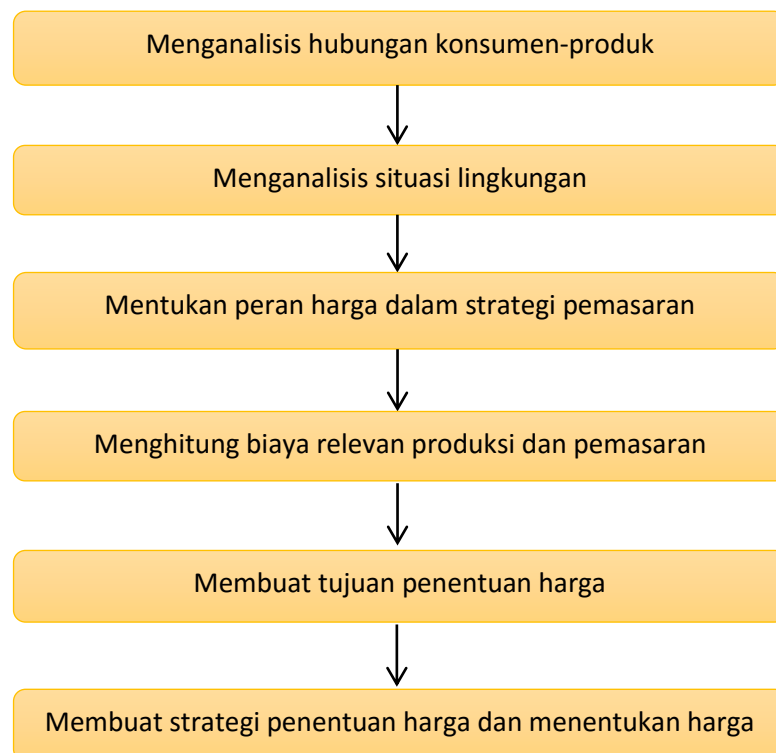 Menganalisis hubungan konsumen-produk
Menganalisis situasi lingkungan
Mentukan peran harga dalam strategi pemasaran
Menghitung biaya relevan produksi dan pemasaran
Membuat tujuan penentuan harga
Membuat strategi penentuan harga dan menentukan harga